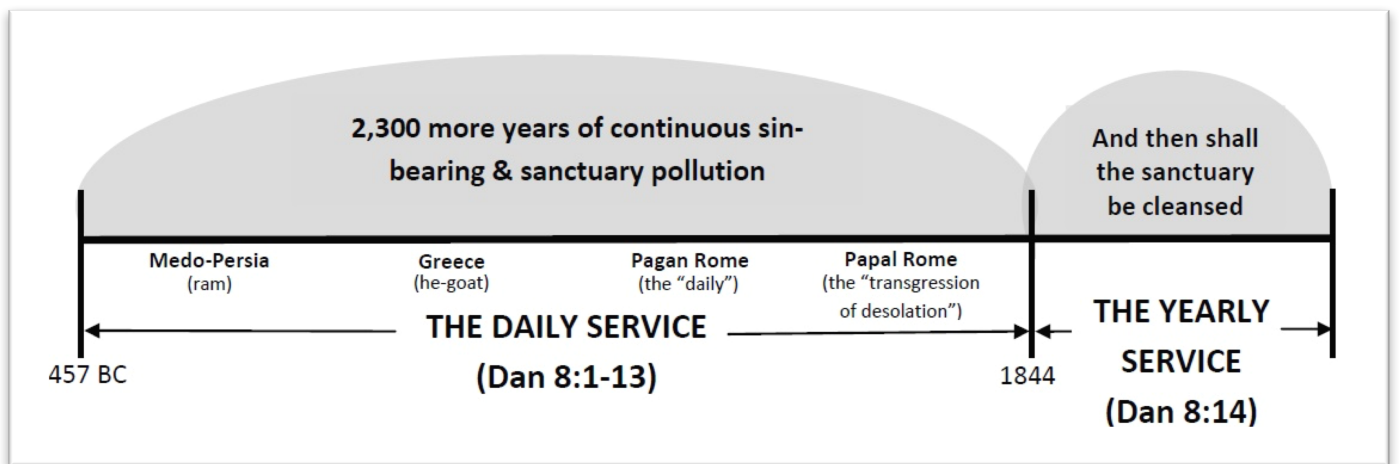 2,300 more years of continuous sin-
bearing & sanctuary pollution
And then shall
the sanctuary
be cleansed
Medo-Persia
(ram)
Greece
(he-goat)
Pagan Rome
(the “daily”)
Papal Rome
(the “transgression
of desolation”)
THE DAILY SERVICE
(Dan 8:1-13)
THE YEARLY
SERVICE
(Dan 8:14)
457 BC
1844